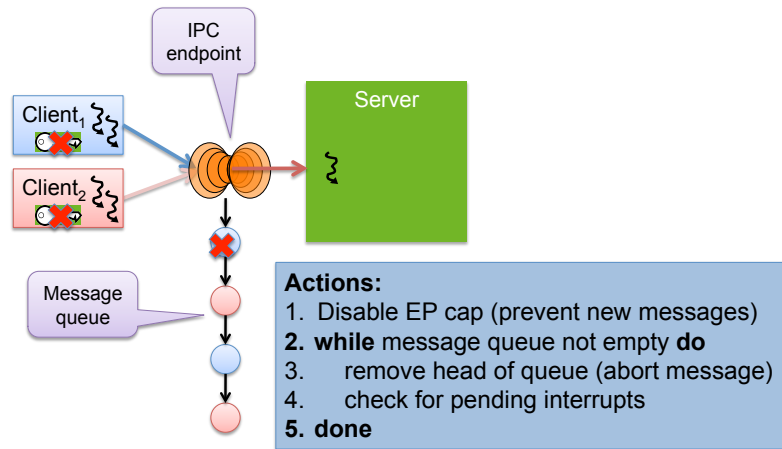 IPC
endpoint
Server
Client1
Client2
Message
queue
Actions:
1. Disable EP cap (prevent new messages)
2. while message queue not empty do
3. remove head of queue (abort message)
4. check for pending interrupts
5. done